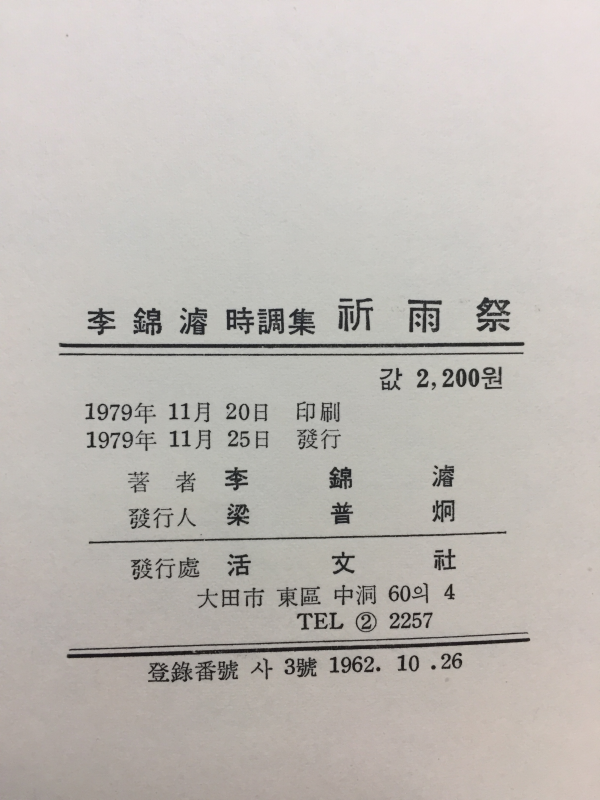 李錦濬 時調集 祈雨祭
값 2,200원
1979年 11月 20日 印刷
1979年 11月 25日 發行
著者 李錦濬
發行人 梁普炯
發行處 活文社
大田市 東區 中洞 60의 4
TEL ② 2257
登錄番號 사 3號 1962. 10 .26